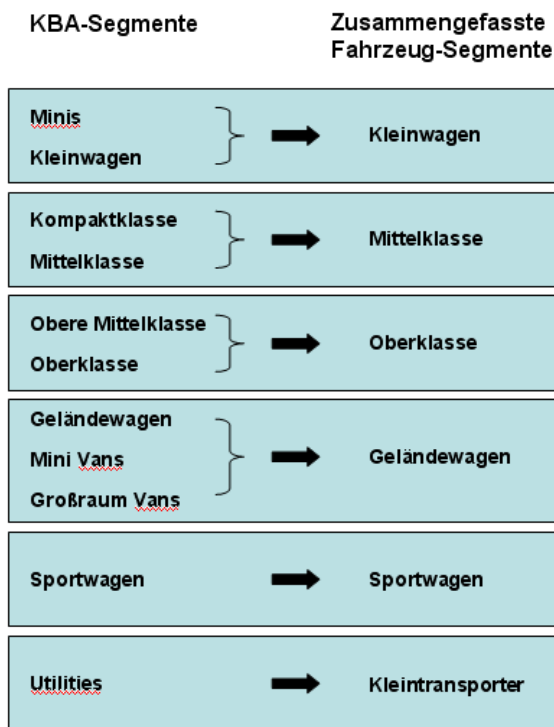 KBA-Segmente
Zusammengefasste
Fahrzeug-Segmente
Minis
Kleinwagen
Kleinwagen
Kompaktklasse
Mittelklasse
Mittelklasse
Obere Mittelklasse
Oberklasse
Oberklasse
Geländewagen
Mini Vans
Großraum Vans
Geländewagen
Sportwagen
Sportwagen
Utilities
Kleintransporter